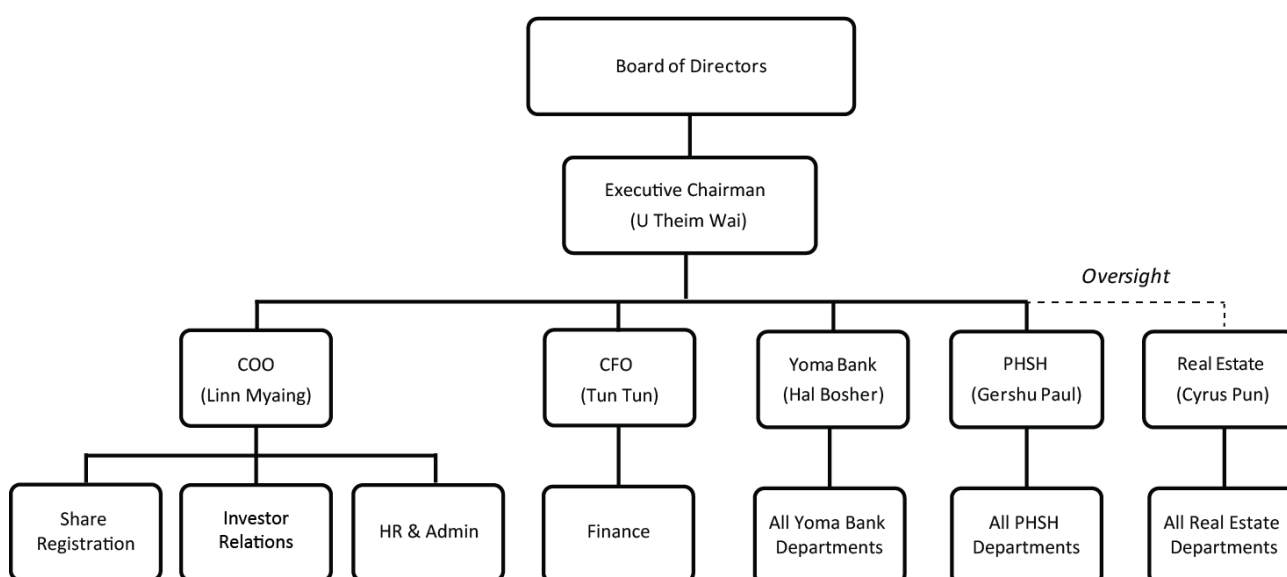 Board of Directors
Executive Chairman
(U Theim Wai)
Oversight
COO
(Linn Myaing)
CFO
(Tun Tun)
Yoma Bank
(Hal Bosher)
PHSH
(Gershu Paul)
Real Estate
(Cyrus Pun)
Share
Registration
Investor
Relations
HR & Admin
Finance
All Yoma Bank
Departments
All PHSH
Departments
All Real Estate
Departments